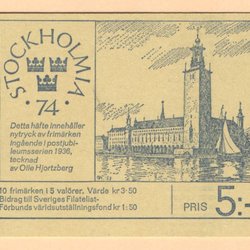 STOCKHOLMIA
· 74 ·
Detta häfte innehåller
nytryck av frimärken
ingående i postjubi-
leumsserien 1936,
tecknad
av Olle Hjortzberg
10 frimärken i 5 valörer. Värde kr 3·50
Bidrag till Sveriges Filatelist-
Förbunds världsutställningsfond kr 1:50
PRIS 5:-